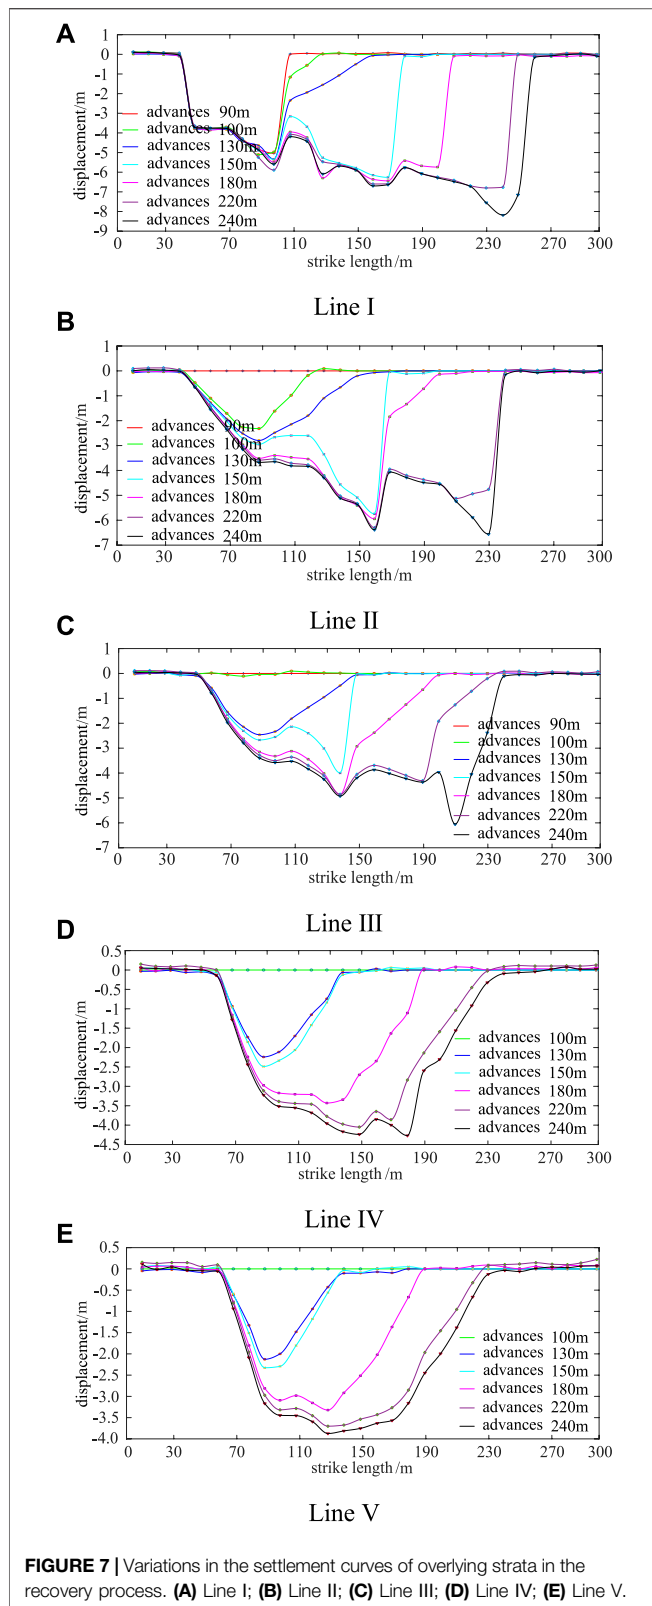 A
1
0
-1
-2
-3
-4
-5
-6
-7
-8
-9
displacement/m
advances 90m
advances 100m
advances 130m
advances 150m
advances 180m
advances 220m
advances 240m
0 30 70 110 150 190 230 270 300
strike length/m
Line I
B
1
0
-1
-2
-3
-4
-5
-6
-7
displacement/m
advances 90m
advances 100m
advances 130m
advances 150m
advances 180m
advances 220m
advances 240m
0 30 70 110 150 190 230 270 300
strike length/m
Line II
C
1
0
-1
-2
-3
-4
-5
-6
-7
displacement/m
advances 90m
advances 100m
advances 130m
advances 150m
advances 180m
advances 220m
advances 240m
0 30 70 110 150 190 230 270 300
strike length/m
Line III
D
0.5
0
-1
-1.5
-2.0
-2.5
-3.0
-3.5
-4.0
-4.5
displacement/m
advances 100m
advances 130m
advances 150m
advances 180m
advances 220m
advances 240m
0 30 70 110 150 190 230 270 300
strike length/m
Line IV
E
0.5
0
-1
-1.5
-2.0
-2.5
-3.0
-3.5
-4.0
displacement/m
advances 100m
advances 130m
advances 150m
advances 180m
advances 220m
advances 240m
0 30 70 110 150 190 230 270 300
strike length/m
Line V
FIGURE 7 | Variations in the settlement curves of overlying strata in the
recovery process. (A) Line I; (B) Line II; (C) Line III; (D) Line IV; (E) Line V.